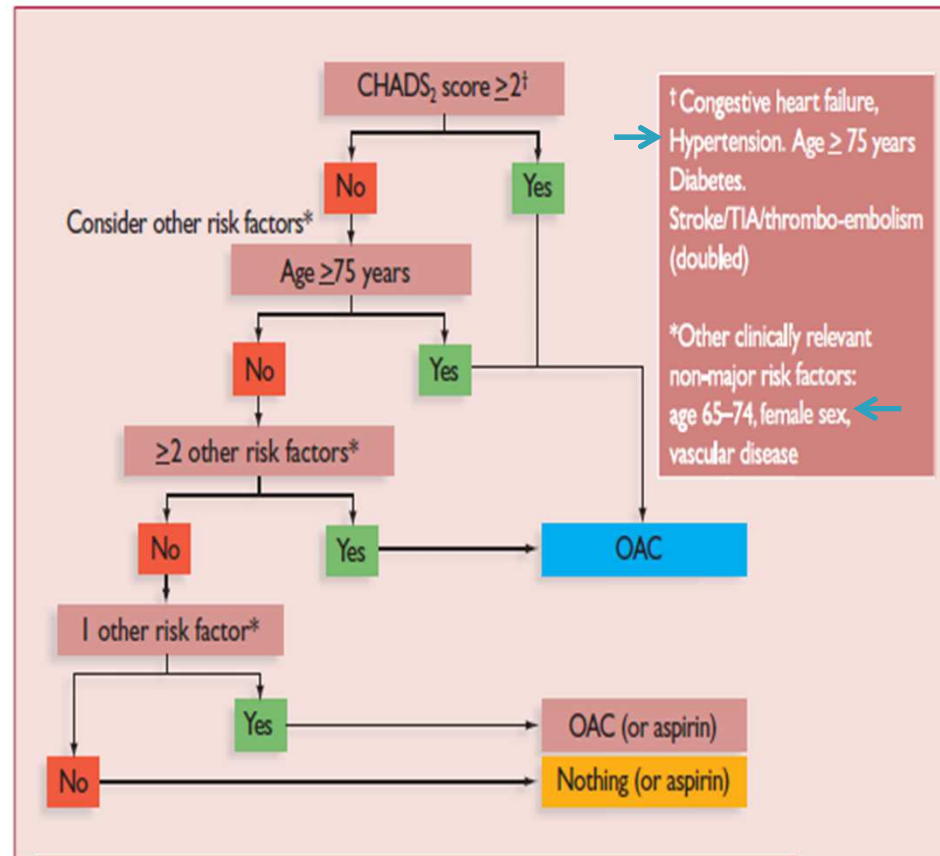 CHADS₂ score ≥2†
No
Yes
Consider other risk factors*
Age ≥75 years
No
Yes
≥2 other risk factors*
No
Yes
OAC
1 other risk factor*
Yes
OAC (or aspirin)
No
Nothing (or aspirin)
†Congestive heart failure,
Hypertension. Age ≥ 75 years
Diabetes.
Stroke/TIA/thrombo-embolism
(doubled)
*Other clinically relevant
non-major risk factors:
age 65–74, female sex,
vascular disease